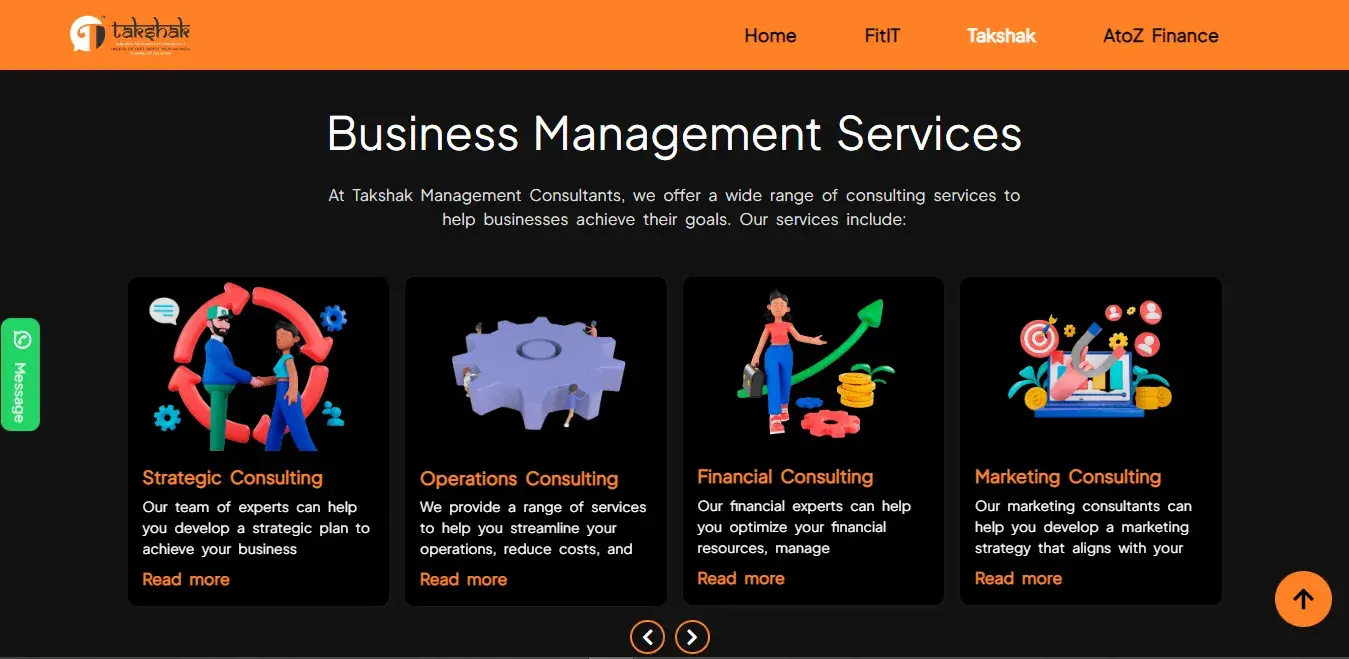 takshak
Home
FitIT
Takshak
AtoZ Finance
Business Management Services
At Takshak Management Consultants, we offer a wide range of consulting services to
help businesses achieve their goals. Our services include:
Message
Strategic Consulting
Our team of experts can help
you develop a strategic plan to
achieve your business
Read more
Operations Consulting
We provide a range of services
to help you streamline your
operations, reduce costs, and
Read more
Financial Consulting
Our financial experts can help
you optimize your financial
resources, manage
Read more
Marketing Consulting
Our marketing consultants can
help you develop a marketing
strategy that aligns with your
Read more